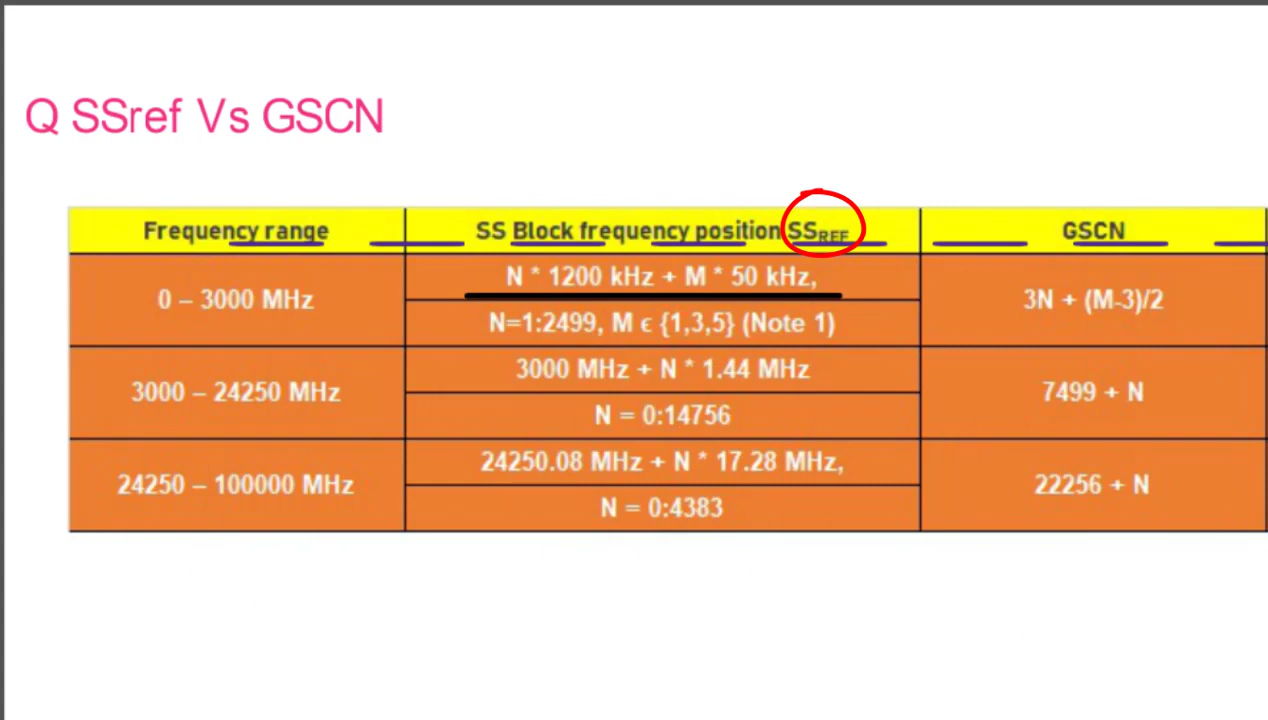 Q SSref Vs GSCN
Frequency range
SS Block frequency position SSREF
GSCN
0 – 3000 MHz
N * 1200 kHz + M * 50 kHz,
N=1:2499, M ϵ {1,3,5} (Note 1)
3N + (M-3)/2
3000 – 24250 MHz
3000 MHz + N * 1.44 MHz
N = 0:14756
7499 + N
24250 – 100000 MHz
24250.08 MHz + N * 17.28 MHz,
N = 0:4383
22256 + N